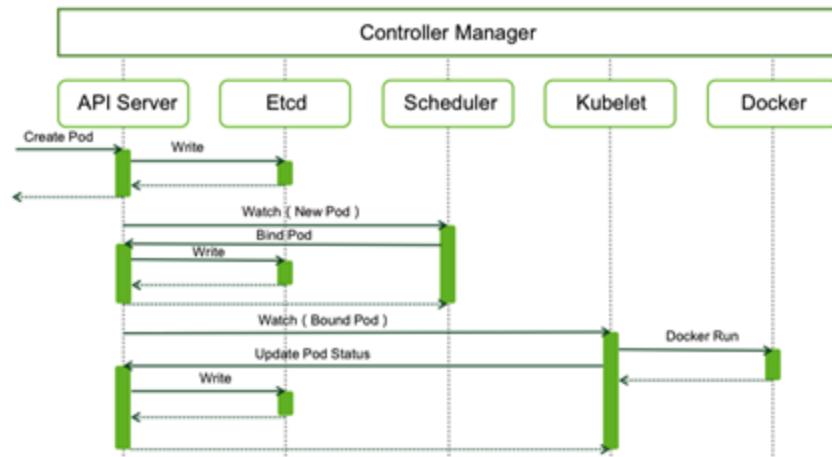 Controller Manager
API Server
Etcd
Scheduler
Kubelet
Docker
Create Pod
Write
Watch ( New Pod )
Bind Pod
Write
Watch ( Bound Pod )
Docker Run
Update Pod Status
Write